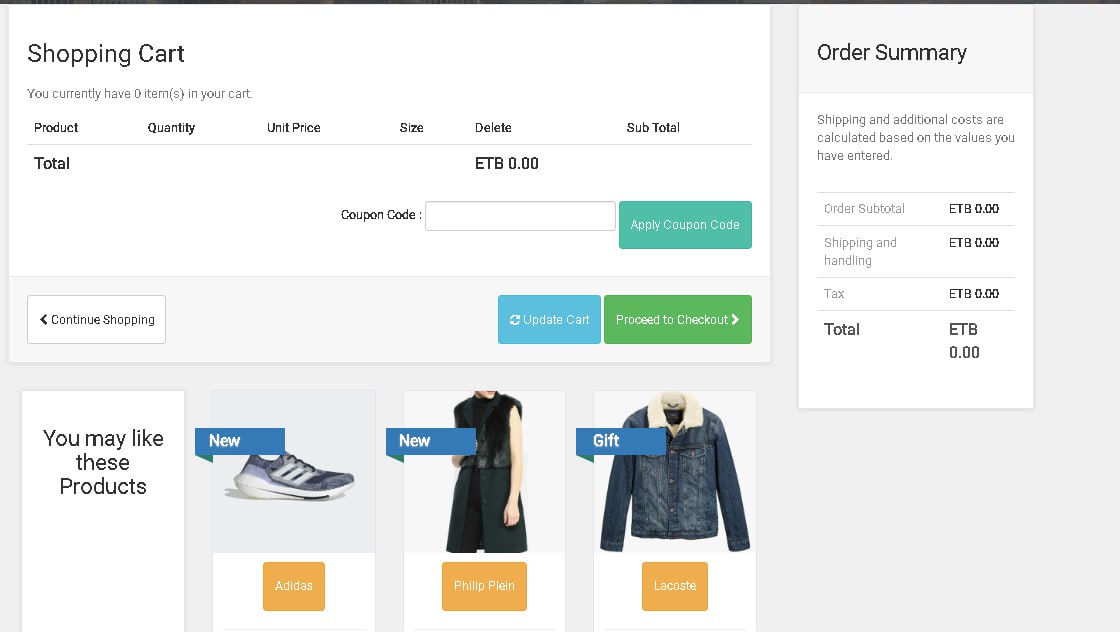 Shopping Cart
You currently have 0 item(s) in your cart.
Product Quantity Unit Price Size Delete Sub Total
Total ETB 0.00
Coupon Code : Apply Coupon Code
Continue Shopping Update Cart Proceed to Checkout
Order Summary
Shipping and additional costs are
calculated based on the values you
have entered.
Order Subtotal ETB 0.00
Shipping and ETB 0.00
handling
Tax ETB 0.00
Total ETB
0.00
You may like
these
Products
New
Adidas
New
Philip Plein
Gift
Lacoste